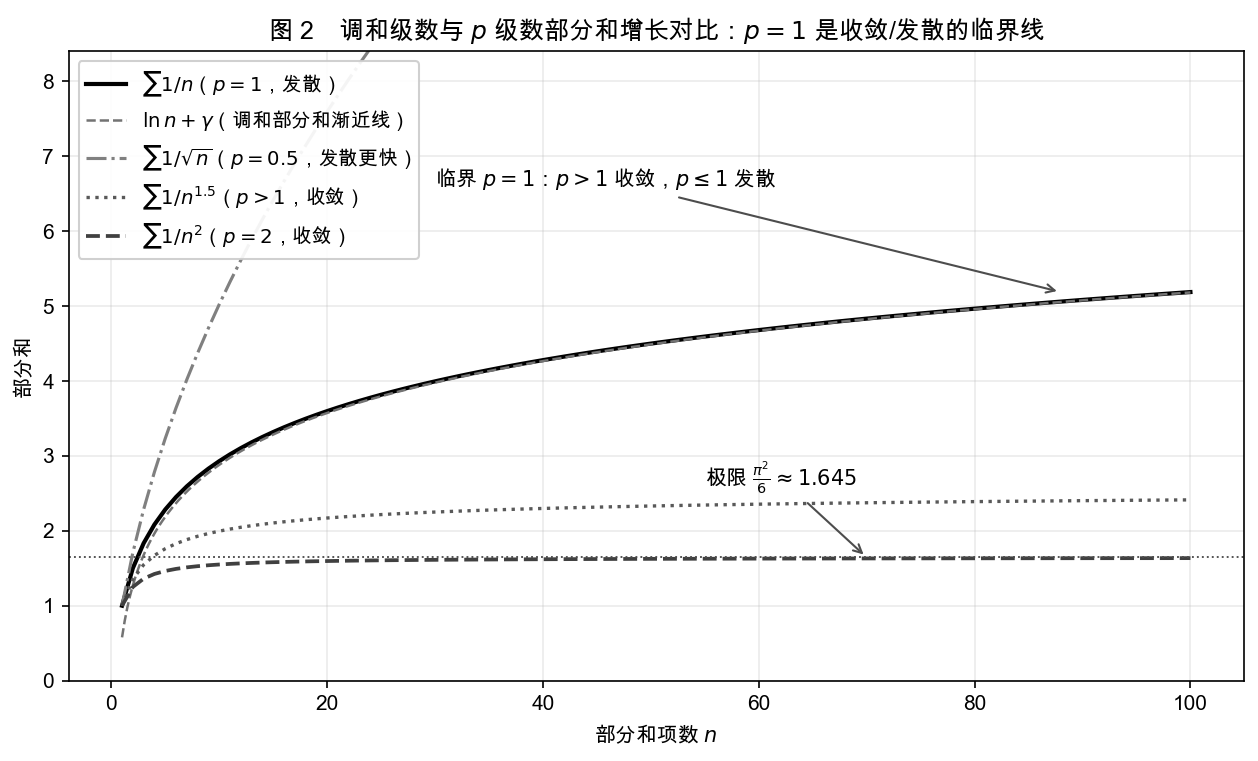 图 2　调和级数与 p 级数部分和增长对比：p = 1 是收敛/发散的临界线
∑1/n（p = 1，发散）
ln n + γ（调和部分和渐近线）
∑1/√n（p = 0.5，发散更快）
∑1/n^1.5（p > 1，收敛）
∑1/n²（p = 2，收敛）
临界 p = 1：p > 1 收敛，p ≤ 1 发散
极限 π²/6 ≈ 1.645
部分和
8
7
6
5
4
3
2
1
0
0 20 40 60 80 100
部分和项数 n